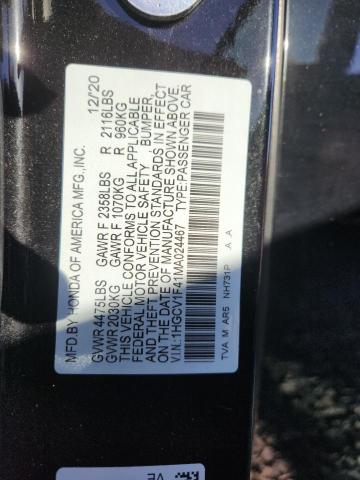 MFD.BY HONDA OF AMERICA MFG.,INC. 12/20
GVWR 4475LBS GAWR F 2358LBS R 2116LBS
GVWR 2030KG GAWR F 1070KG R 960KG
THIS VEHICLE CONFORMS TO ALL APPLICABLE
FEDERAL MOTOR VEHICLE SAFETY, BUMPER,
AND THEFT PREVENTION STANDARDS IN EFFECT
ON THE DATE OF MANUFACTURE SHOWN ABOVE.
V.I.N.:1HGCV1F41MA024467 TYPE:PASSENGER CAR
TVA M AR5 NH731P A A
VE